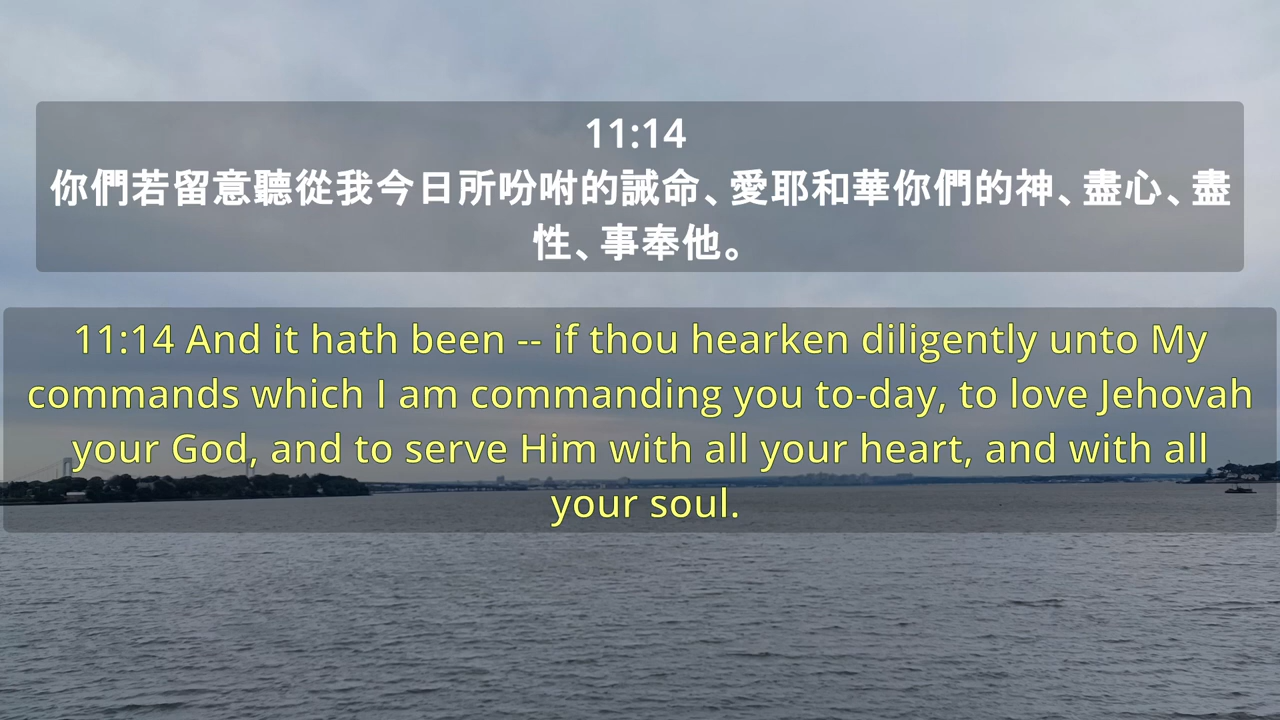 11:14
你們若留意聽從我今日所吩咐的誡命、愛耶和華你們的神、盡心、盡
性、事奉他。
11:14 And it hath been -- if thou hearken diligently unto My
commands which I am commanding you to-day, to love Jehovah
your God, and to serve Him with all your heart, and with all
your soul.